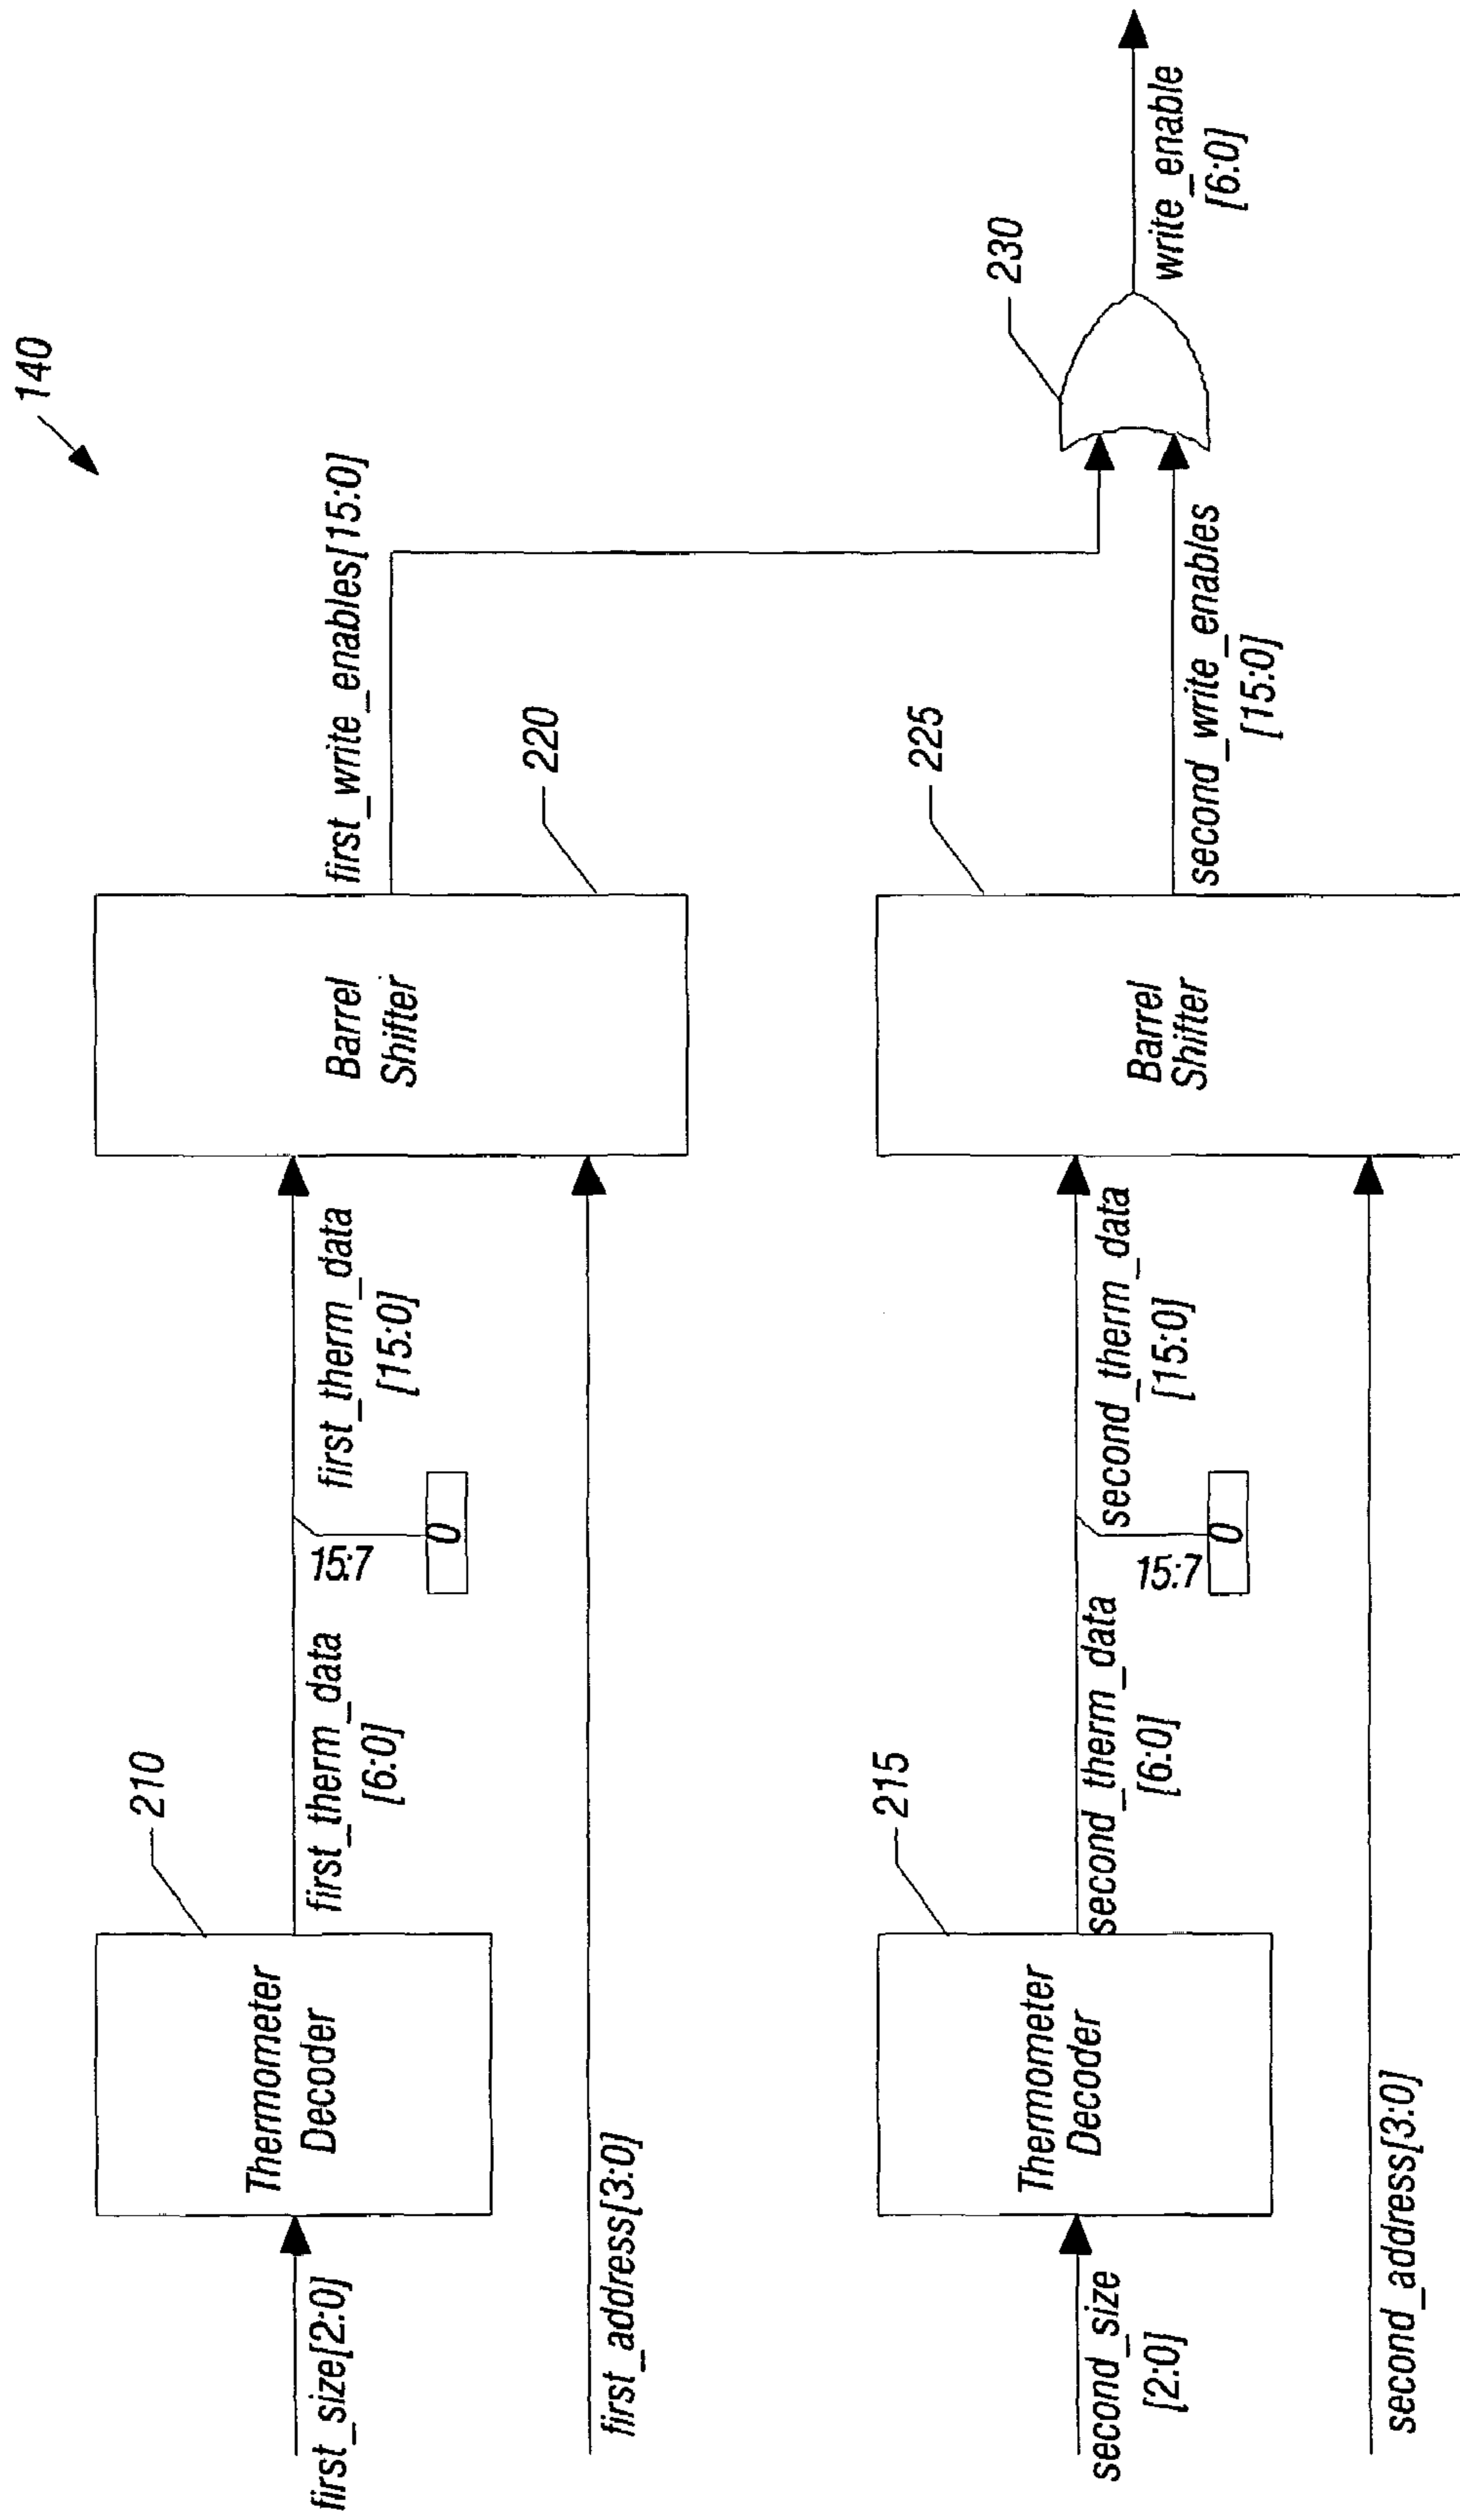 140
first_size[2:0]
Thermometer
Decoder
210
first_therm_data
[6:0]
15:7
0
first_therm_data
[15:0]
first_address[3:0]
Barrel
Shifter
220
first_write_enables[15:0]
second_size
[2:0]
Thermometer
Decoder
215
second_therm_data
[6:0]
15:7
0
second_therm_data
[15:0]
second_address[3:0]
Barrel
Shifter
225
second_write_enables
[15:0]
230
write_enable
[6:0]